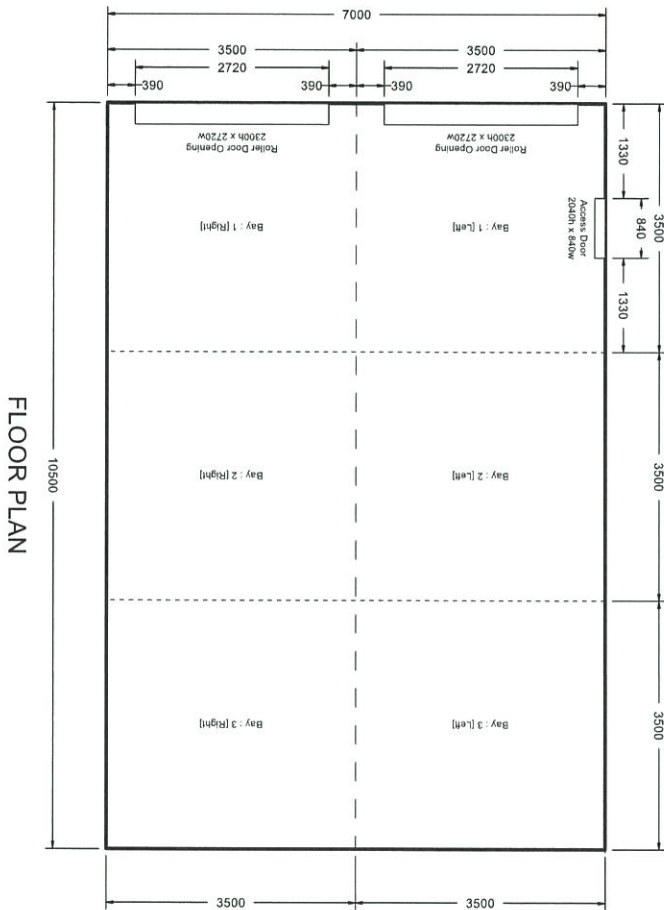 7000
3500
3500
2720
2720
390
390
390
390
Roller Door Opening
2300h x 2720w
Roller Door Opening
2300h x 2720w
1330
840
1330
3500
Access Door
2040h x 840w
Bay : 1 [Right]
Bay : 1 [Left]
Bay : 2 [Right]
Bay : 2 [Left]
3500
10500
FLOOR PLAN
Bay : 3 [Right]
Bay : 3 [Left]
3500
3500
3500